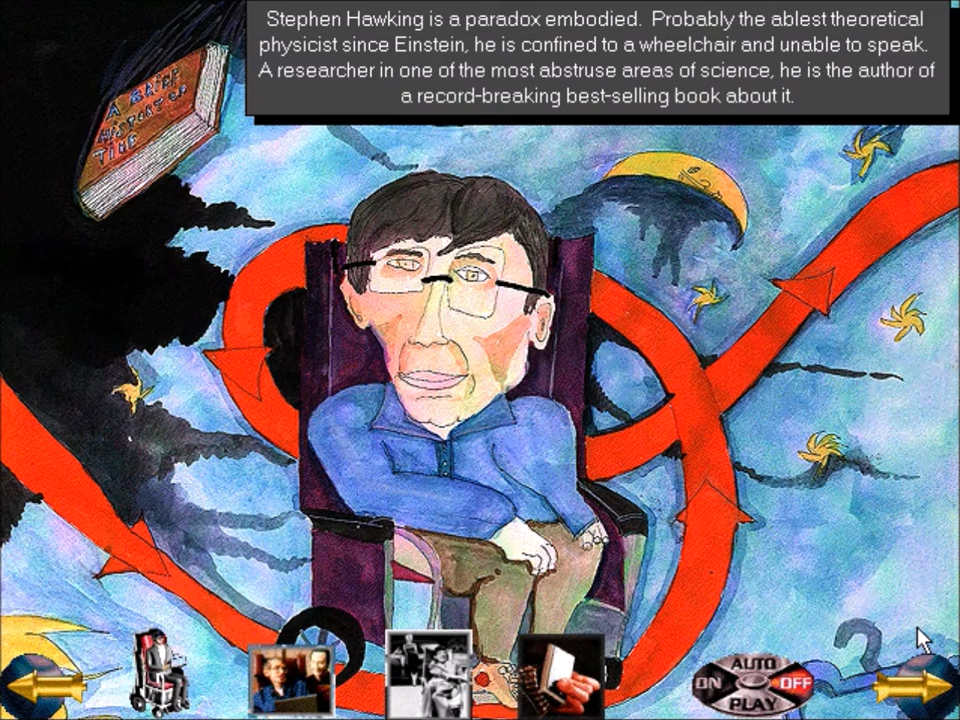 Stephen Hawking is a paradox embodied. Probably the ablest theoretical
physicist since Einstein, he is confined to a wheelchair and unable to speak.
A researcher in one of the most abstruse areas of science, he is the author of
a record-breaking best-selling book about it.
A BRIEF
HISTORY OF
TIME
AUTO
ON OFF
PLAY
2